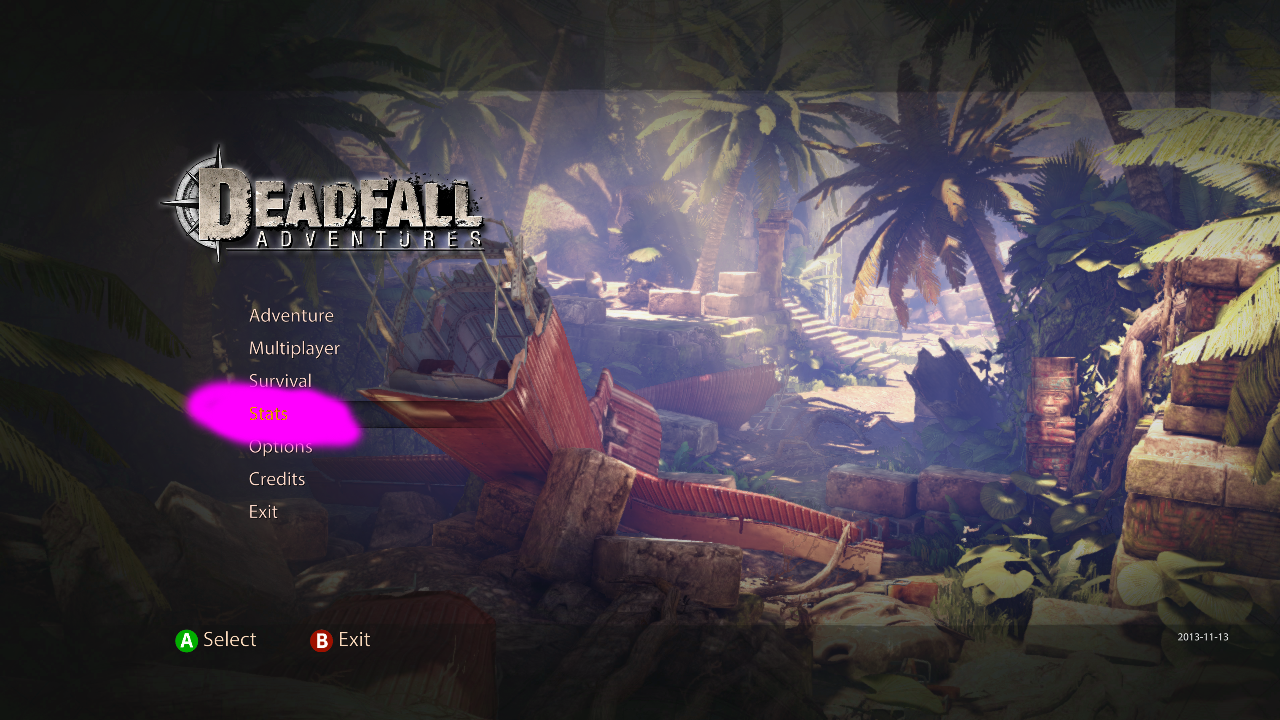 DEADFALL
ADVENTURES
Adventure
Multiplayer
Survival
Stats
Options
Credits
Exit
A Select B Exit
2013-11-13